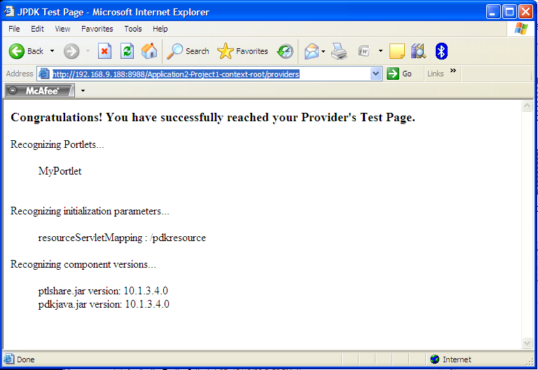 JPDK Test Page - Microsoft Internet Explorer
File Edit View Favorites Tools Help
Back Search Favorites
Address http://192.168.9.188:8988/Application2-Project1-context-root/providers Go Links »
McAfee
Congratulations! You have successfully reached your Provider's Test Page.
Recognizing Portlets...
MyPortlet
Recognizing initialization parameters...
resourceServletMapping : /pdkresource
Recognizing component versions...
ptlshare.jar version: 10.1.3.4.0
pdkjava.jar version: 10.1.3.4.0
Done Internet